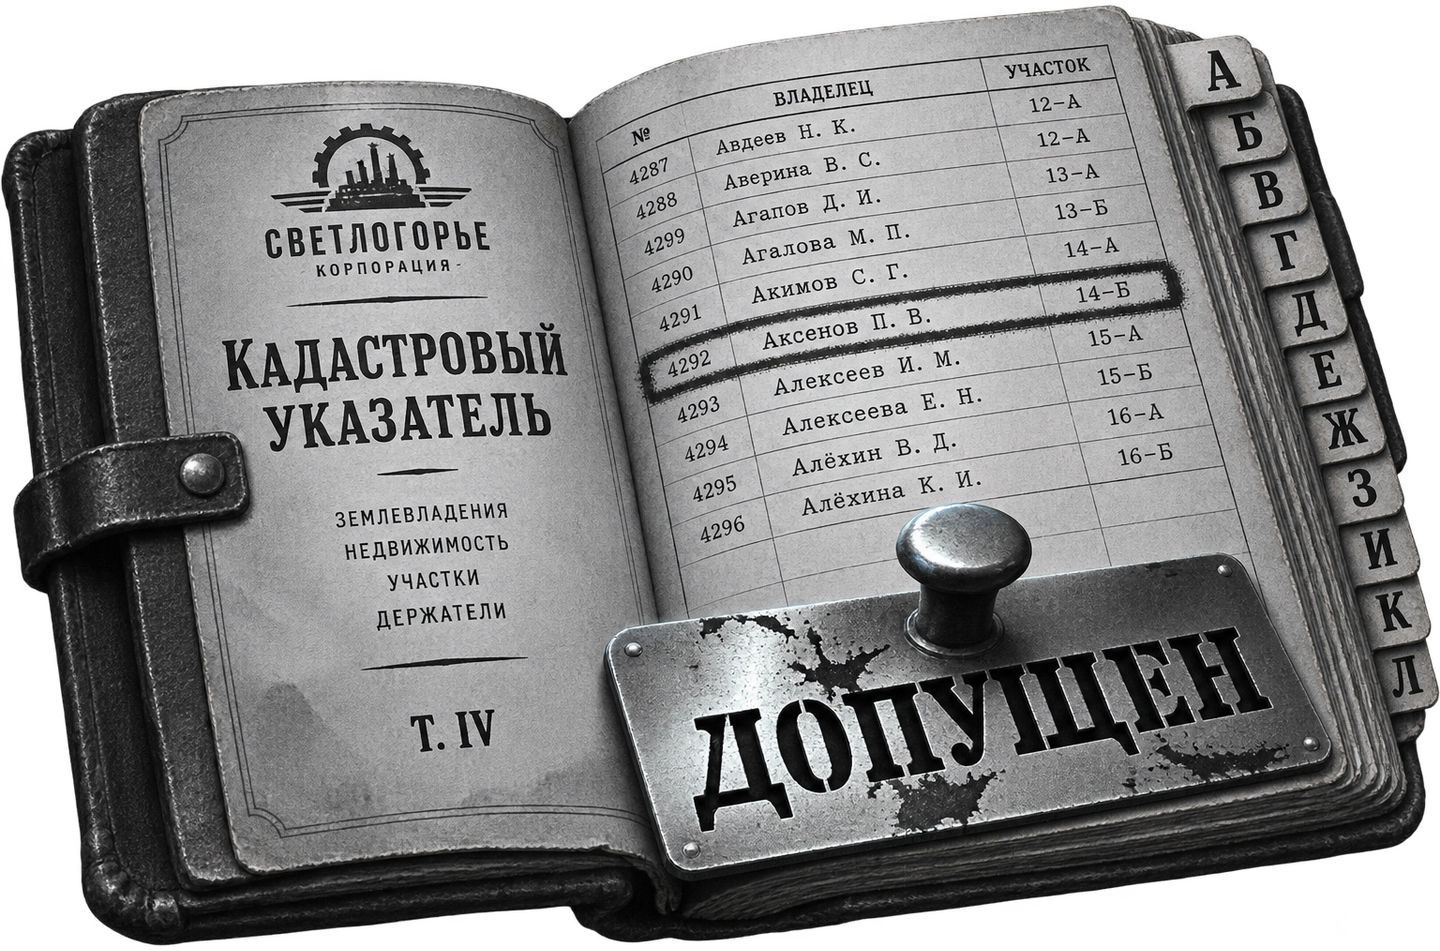 СВЕТЛОГОРЬЕ
- КОРПОРАЦИЯ -
КАДАСТРОВЫЙ
УКАЗАТЕЛЬ
ЗЕМЛЕВЛАДЕНИЯ
НЕДВИЖИМОСТЬ
УЧАСТКИ
ДЕРЖАТЕЛИ
Т. IV
№ ВЛАДЕЛЕЦ УЧАСТОК
4287 Авдеев Н. К. 12-А
4288 Аверина В. С. 12-А
4299 Агапов Д. И. 13-А
4290 Агалова М. П. 13-Б
4291 Акимов С. Г. 14-А
4292 Аксенов П. В. 14-Б
4293 Алексеев И. М. 15-А
4294 Алексеева Е. Н. 15-Б
4295 Алёхин В. Д. 16-А
4296 Алёхина К. И. 16-Б
ДОПУЩЕН
А
Б
В
Г
Д
Е
Ж
З
И
К
Л